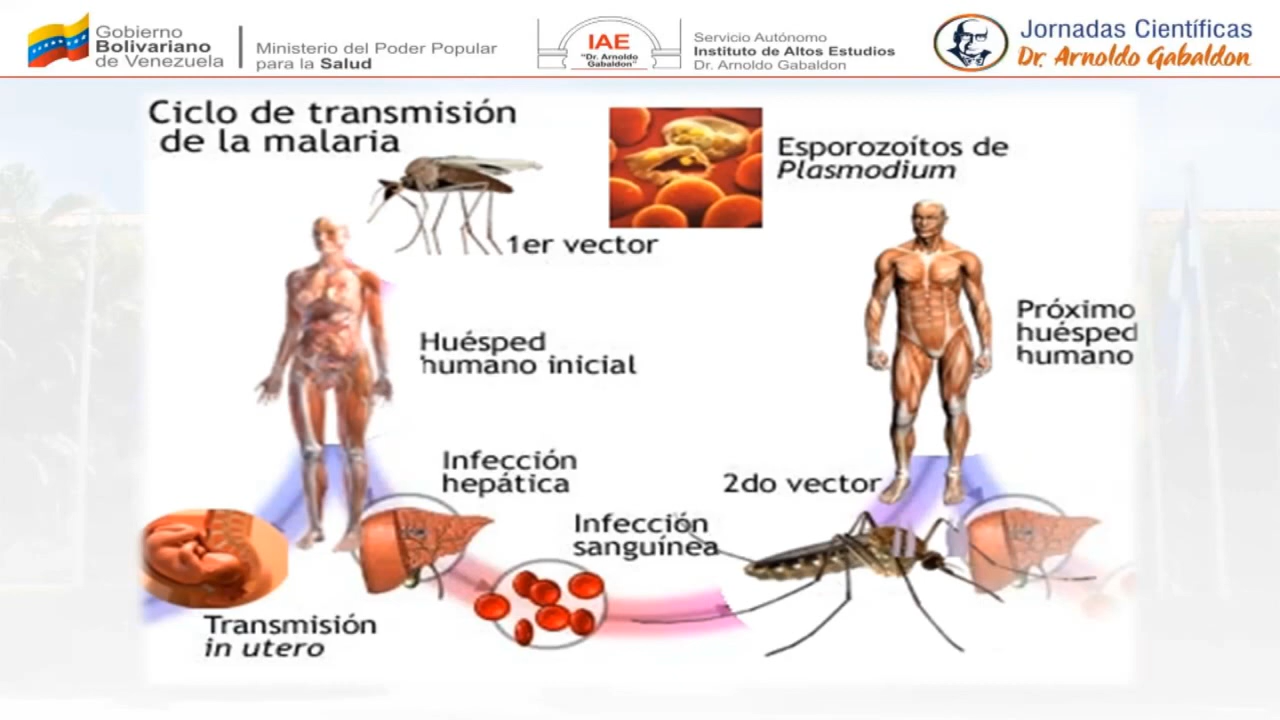 Gobierno
Bolivariano
de Venezuela
Ministerio del Poder Popular
para la Salud
IAE
"Dr. Arnoldo
Gabaldon"
Servicio Autónomo
Instituto de Altos Estudios
Dr. Arnoldo Gabaldon
Jornadas Científicas
Dr. Arnoldo Gabaldon
Ciclo de transmisión
de la malaria
Esporozoítos de
Plasmodium
1er vector
Huésped
humano inicial
Próximo
huésped
humano
Infección
hepática
2do vector
Infección
sanguínea
Transmisión
in utero